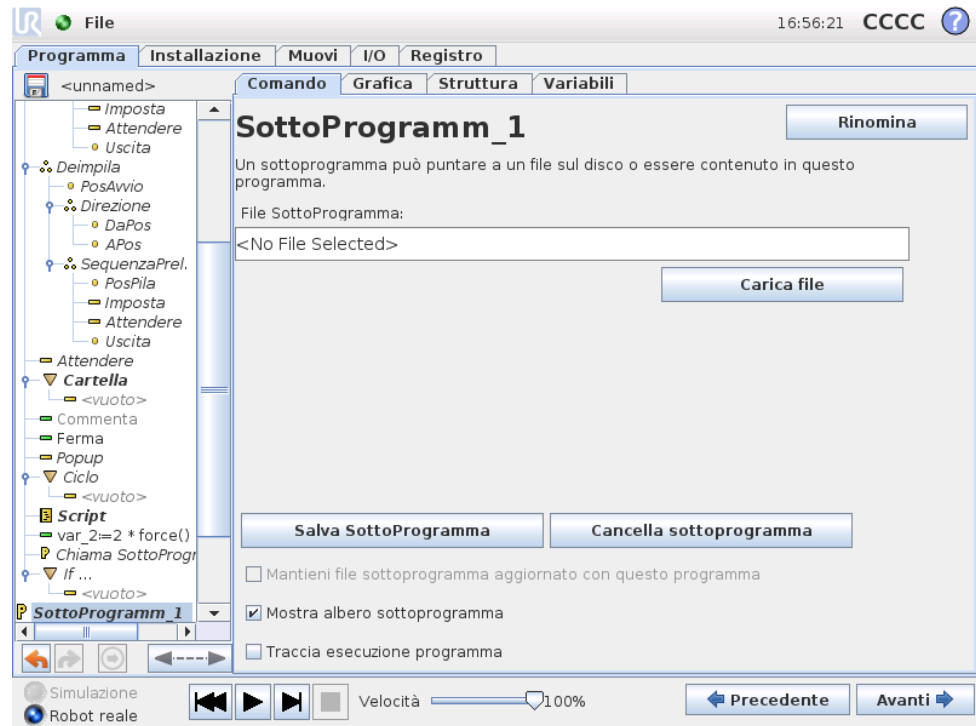 UR File 16:56:21 CCCC ?
Programma Installazione Muovi I/O Registro
<unnamed>
Comando Grafica Struttura Variabili
Imposta
Attendere
Uscita
Deimpila
PosAvvio
Direzione
DaPos
APos
SequenzaPrel.
PosPila
Imposta
Attendere
Uscita
Attendere
Cartella
<vuoto>
Commenta
Ferma
Popup
Ciclo
<vuoto>
Script
var_2:=2 * force()
Chiama SottoProgr
If ...
<vuoto>
SottoProgramm_1
SottoProgramm_1
Rinomina
Un sottoprogramma può puntare a un file sul disco o essere contenuto in questo
programma.
File SottoProgramma:
<No File Selected>
Carica file
Salva SottoProgramma Cancella sottoprogramma
Mantieni file sottoprogramma aggiornato con questo programma
Mostra albero sottoprogramma
Traccia esecuzione programma
Simulazione
Robot reale
Velocità 100%
Precedente Avanti